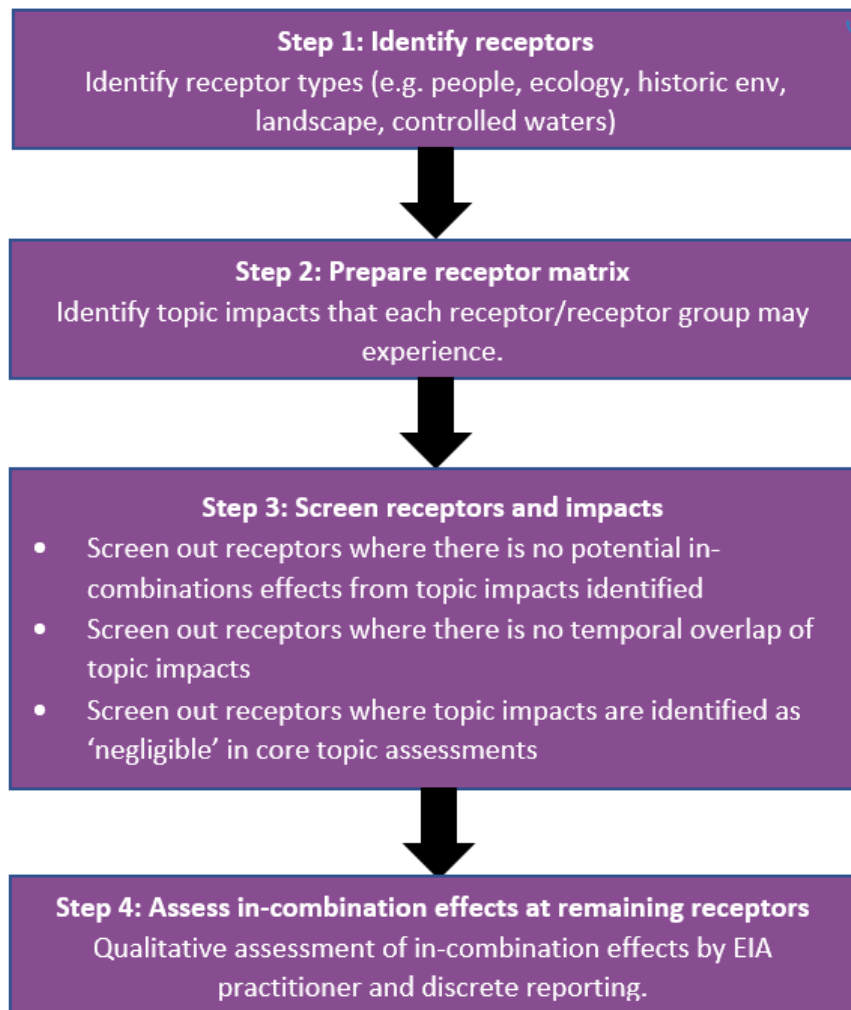 Step 1: Identify receptors
Identify receptor types (e.g. people, ecology, historic env,
landscape, controlled waters)
Step 2: Prepare receptor matrix
Identify topic impacts that each receptor/receptor group may
experience.
Step 3: Screen receptors and impacts
• Screen out receptors where there is no potential in-
combinations effects from topic impacts identified
• Screen out receptors where there is no temporal overlap of
topic impacts
• Screen out receptors where topic impacts are identified as
‘negligible’ in core topic assessments
Step 4: Assess in-combination effects at remaining receptors
Qualitative assessment of in-combination effects by EIA
practitioner and discrete reporting.